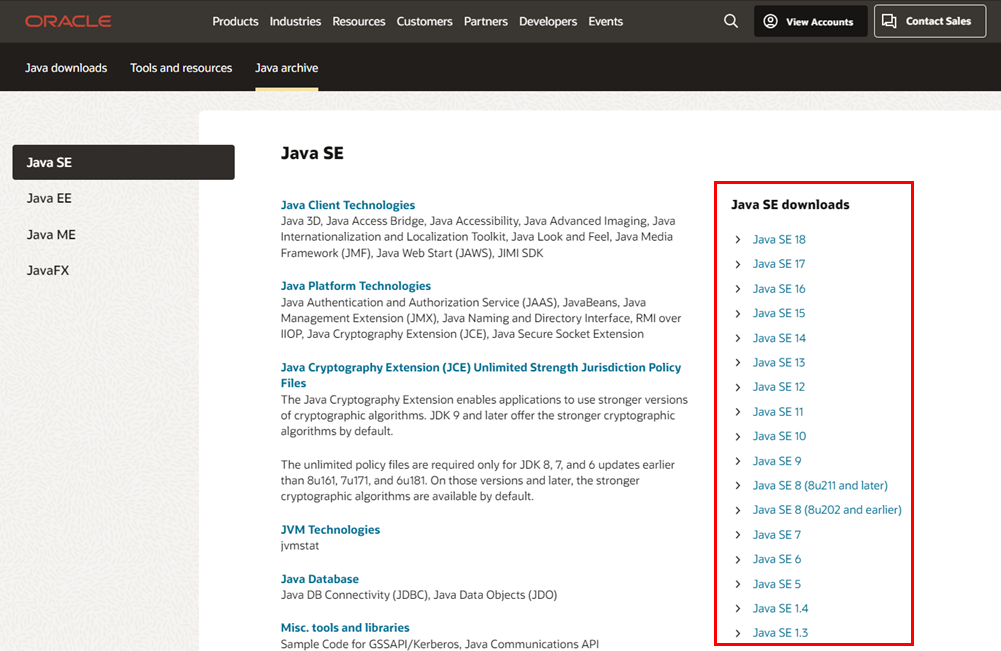 ORACLE
Products Industries Resources Customers Partners Developers Events
View Accounts
Contact Sales
Java downloads Tools and resources Java archive
Java SE
Java EE
Java ME
JavaFX
Java SE
Java Client Technologies
Java 3D, Java Access Bridge, Java Accessibility, Java Advanced Imaging, Java
Internationalization and Localization Toolkit, Java Look and Feel, Java Media
Framework (JMF), Java Web Start (JAWS), JIMI SDK
Java Platform Technologies
Java Authentication and Authorization Service (JAAS), JavaBeans, Java
Management Extension (JMX), Java Naming and Directory Interface, RMI over
IIOP, Java Cryptography Extension (JCE), Java Secure Socket Extension
Java Cryptography Extension (JCE) Unlimited Strength Jurisdiction Policy
Files
The Java Cryptography Extension enables applications to use stronger versions
of cryptographic algorithms. JDK 9 and later offer the stronger cryptographic
algorithms by default.
The unlimited policy files are required only for JDK 8, 7, and 6 updates earlier
than 8u161, 7u171, and 6u181. On those versions and later, the stronger
cryptographic algorithms are available by default.
JVM Technologies
jvmstat
Java Database
Java DB Connectivity (JDBC), Java Data Objects (JDO)
Misc. tools and libraries
Sample Code for GSSAPI/Kerberos, Java Communications API
Java SE downloads
Java SE 18
Java SE 17
Java SE 16
Java SE 15
Java SE 14
Java SE 13
Java SE 12
Java SE 11
Java SE 10
Java SE 9
Java SE 8 (8u211 and later)
Java SE 8 (8u202 and earlier)
Java SE 7
Java SE 6
Java SE 5
Java SE 1.4
Java SE 1.3